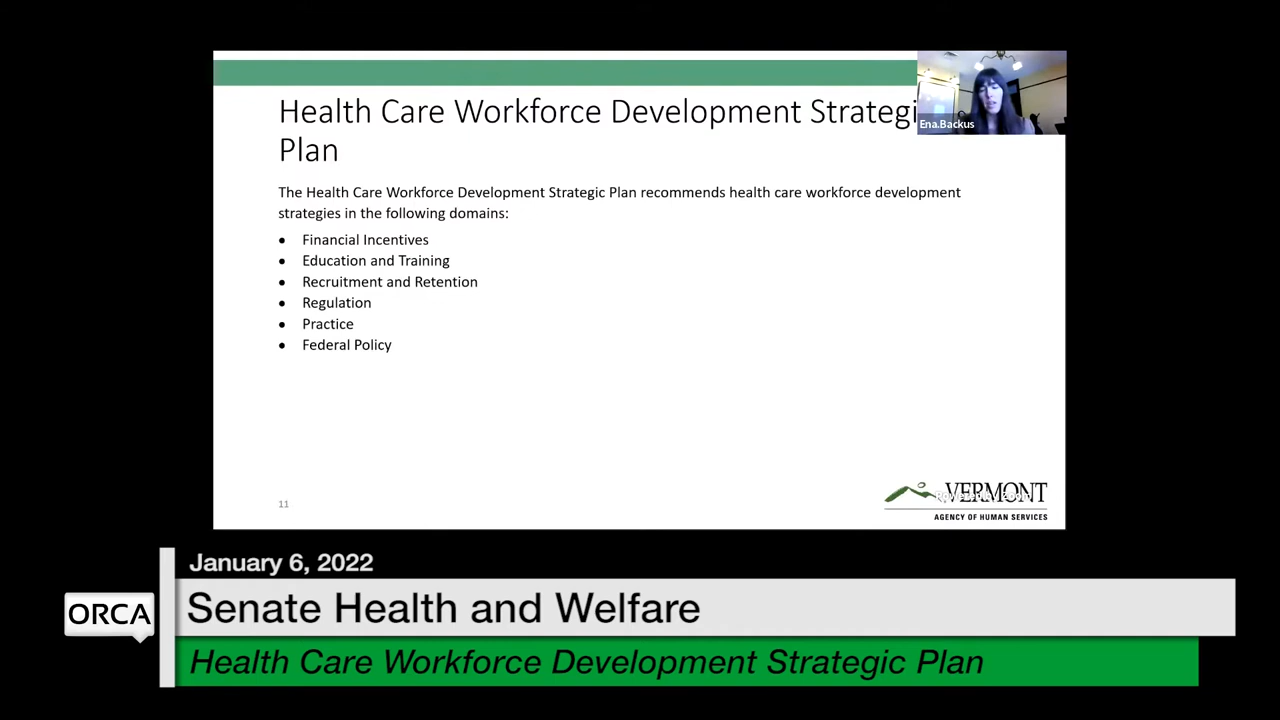 Health Care Workforce Development Strategi
Plan
Ena.Backus
The Health Care Workforce Development Strategic Plan recommends health care workforce development
strategies in the following domains:
• Financial Incentives
• Education and Training
• Recruitment and Retention
• Regulation
• Practice
• Federal Policy
11
VERMONT
AGENCY OF HUMAN SERVICES
January 6, 2022
ORCA
Senate Health and Welfare
Health Care Workforce Development Strategic Plan